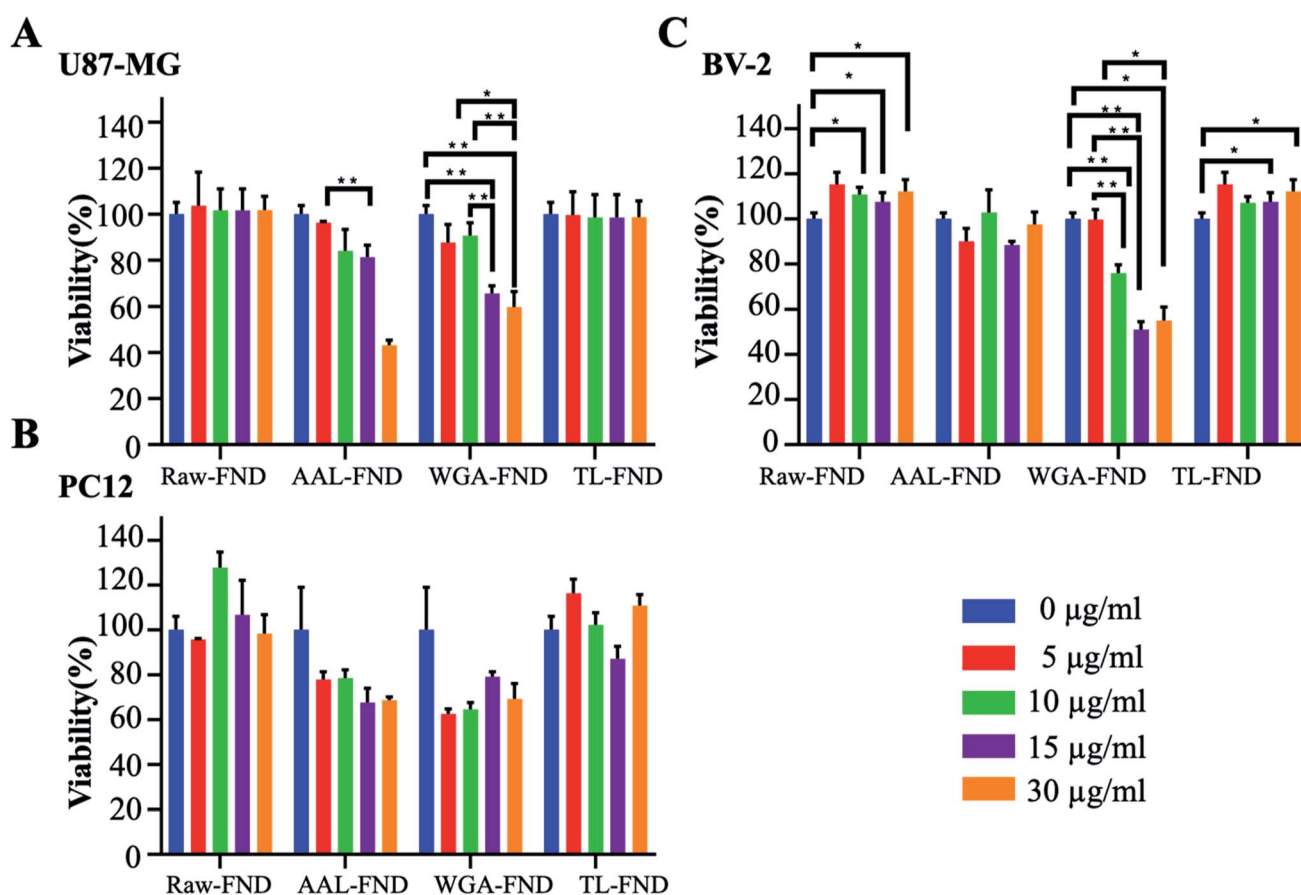 A
U87-MG
Viability(%)
140
120
100
80
60
40
20
0
*
**
**
**
**
**
Raw-FND AAL-FND WGA-FND TL-FND
B
PC12
Viability(%)
140
120
100
80
60
40
20
0
Raw-FND AAL-FND WGA-FND TL-FND
C
BV-2
Viability(%)
140
120
100
80
60
40
20
0
*
*
*
*
*
**
**
**
**
*
*
Raw-FND AAL-FND WGA-FND TL-FND
0 µg/ml
5 µg/ml
10 µg/ml
15 µg/ml
30 µg/ml